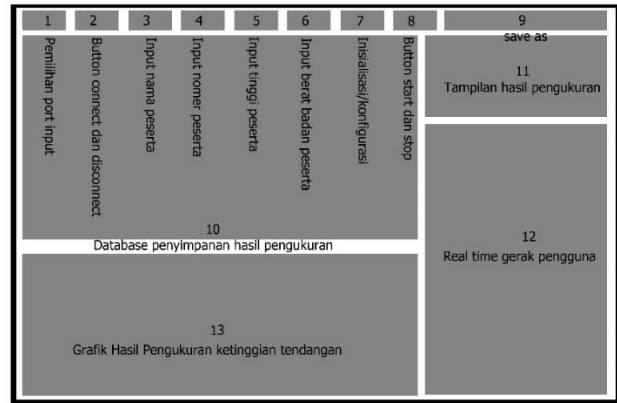 1 2 3 4 5 6 7 8 9
Pemilihan port input
Button connect dan disconnect
Input nama peserta
Input nomer peserta
Input tinggi peserta
Input berat badan peserta
Inisialisasi/konfigurasi
Button start dan stop
save as
11
Tampilan hasil pengukuran
10
Database penyimpanan hasil pengukuran
12
Real time gerak pengguna
13
Grafik Hasil Pengukuran ketinggian tendangan